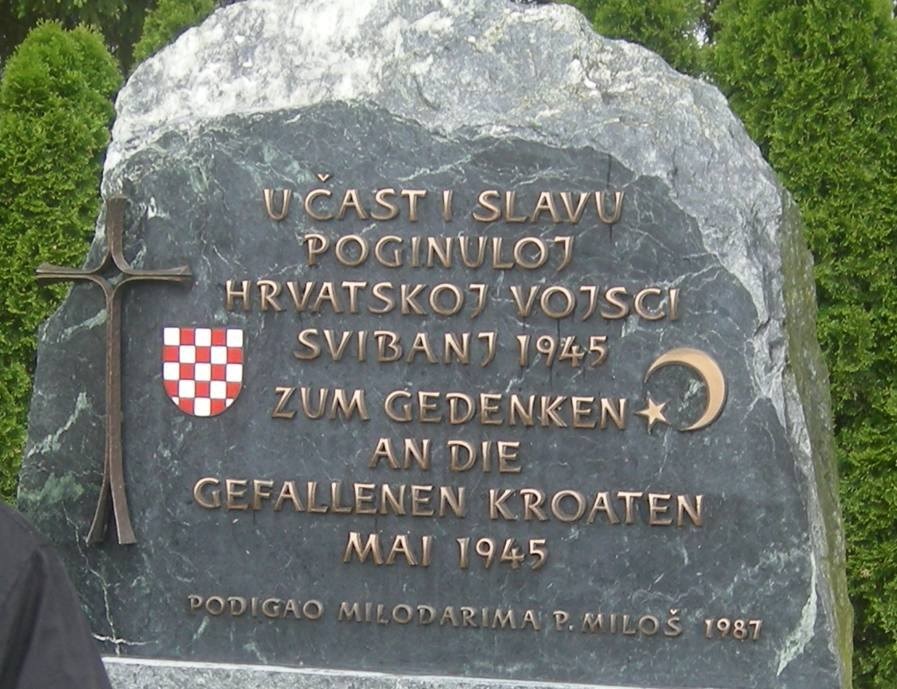 U ČAST I SLAVU
POGINULOJ
HRVATSKOJ VOJSCI
SVIBANJ 1945
ZUM GEDENKEN
AN DIE
GEFALLENEN KROATEN
MAI 1945
PODIGAO MILODARIMA P. MILOŠ 1987